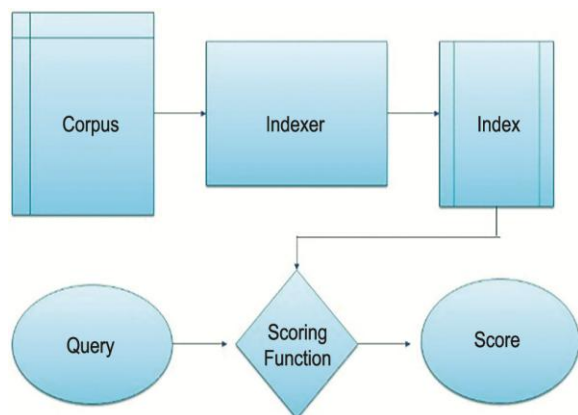 Corpus
Indexer
Index
Query
Scoring
Function
Score